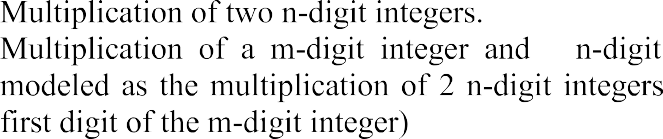 Multiplication of two n-digit integers.
Multiplication of a m-digit integer and n-digit
modeled as the multiplication of 2 n-digit integers
first digit of the m-digit integer)